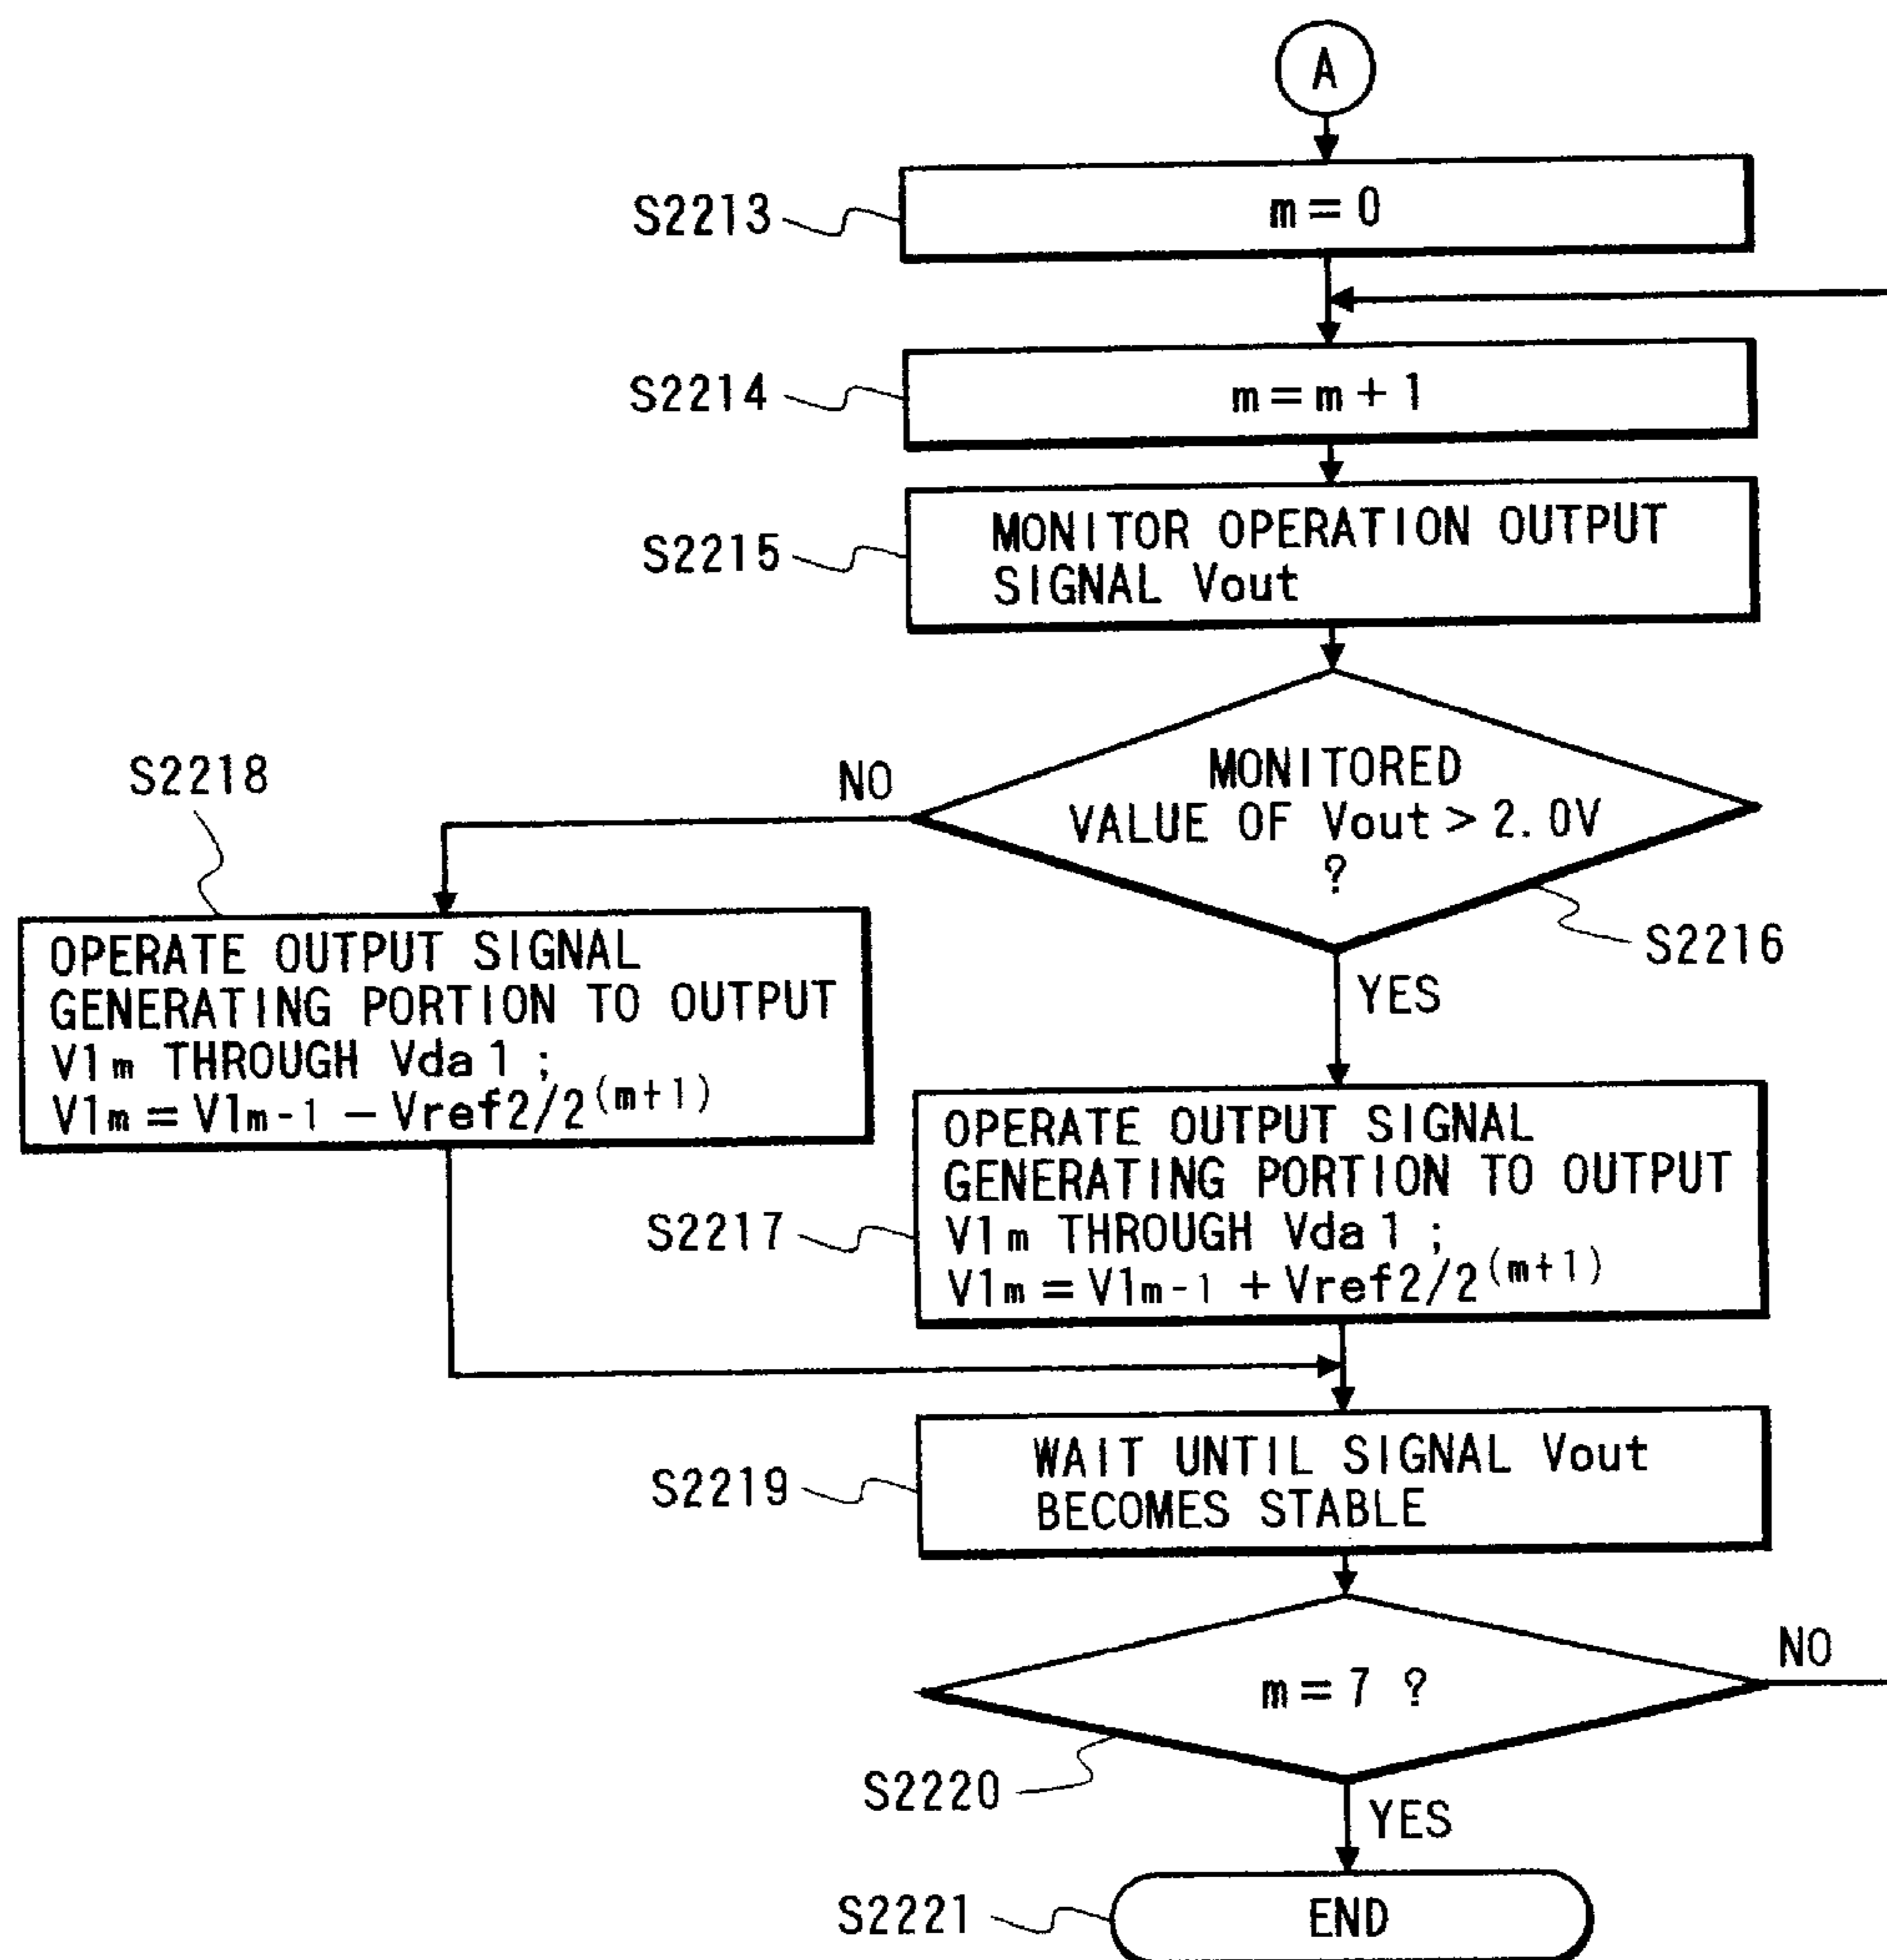 A
S2213
m = 0
S2214
m = m + 1
S2215
MONITOR OPERATION OUTPUT
SIGNAL Vout
S2216
MONITORED
VALUE OF Vout > 2.0V
?
NO
YES
S2218
OPERATE OUTPUT SIGNAL
GENERATING PORTION TO OUTPUT
V1m THROUGH Vda1 ;
V1m = V1m-1 − Vref2/2^(m+1)
S2217
OPERATE OUTPUT SIGNAL
GENERATING PORTION TO OUTPUT
V1m THROUGH Vda1 ;
V1m = V1m-1 + Vref2/2^(m+1)
S2219
WAIT UNTIL SIGNAL Vout
BECOMES STABLE
S2220
m = 7 ?
NO
YES
S2221
END